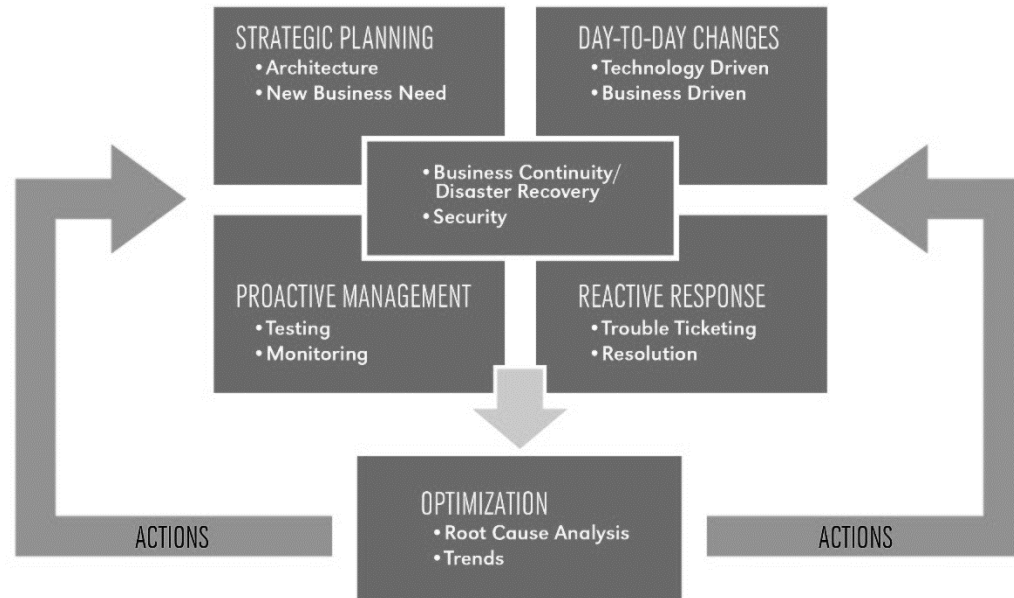 STRATEGIC PLANNING
• Architecture
• New Business Need
DAY-TO-DAY CHANGES
• Technology Driven
• Business Driven
• Business Continuity/
Disaster Recovery
• Security
PROACTIVE MANAGEMENT
• Testing
• Monitoring
REACTIVE RESPONSE
• Trouble Ticketing
• Resolution
OPTIMIZATION
• Root Cause Analysis
• Trends
ACTIONS
ACTIONS